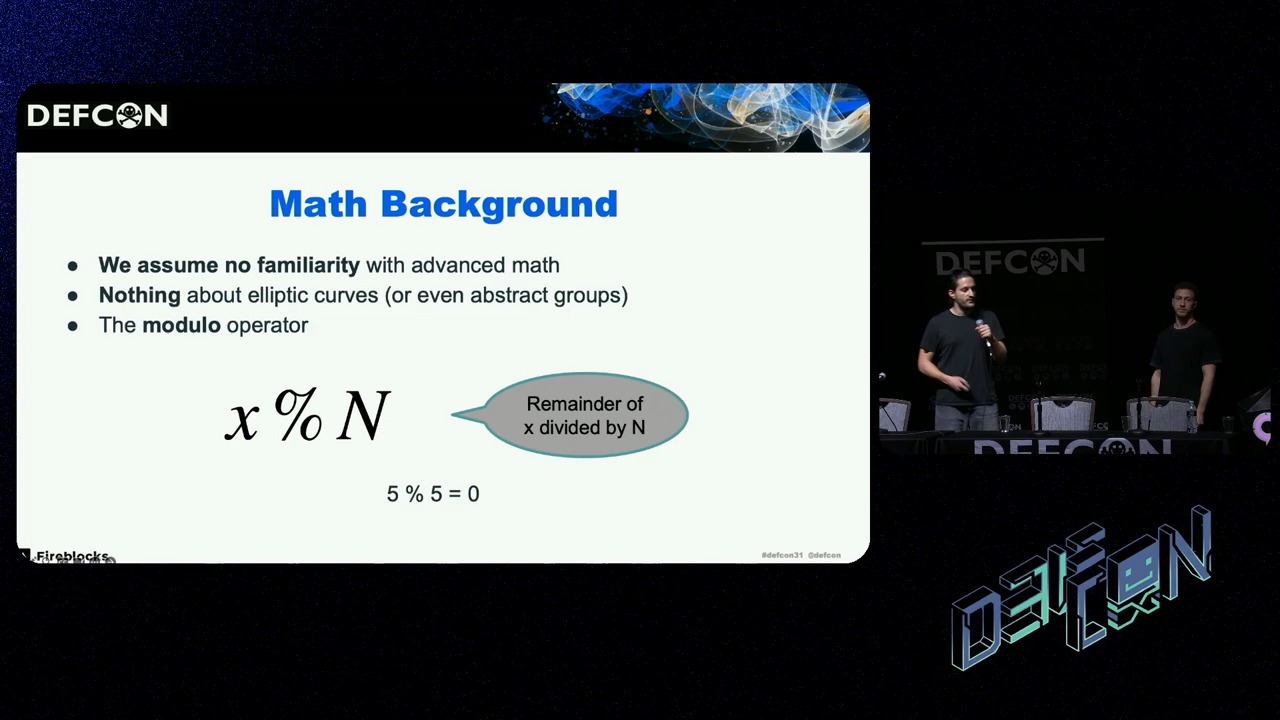 DEFCON
Math Background
● We assume no familiarity with advanced math
● Nothing about elliptic curves (or even abstract groups)
● The modulo operator
x % N
Remainder of
x divided by N
5 % 5 = 0
Fireblocks
#defcon31 @defcon
DEFCON
DEFCON
DEFCON